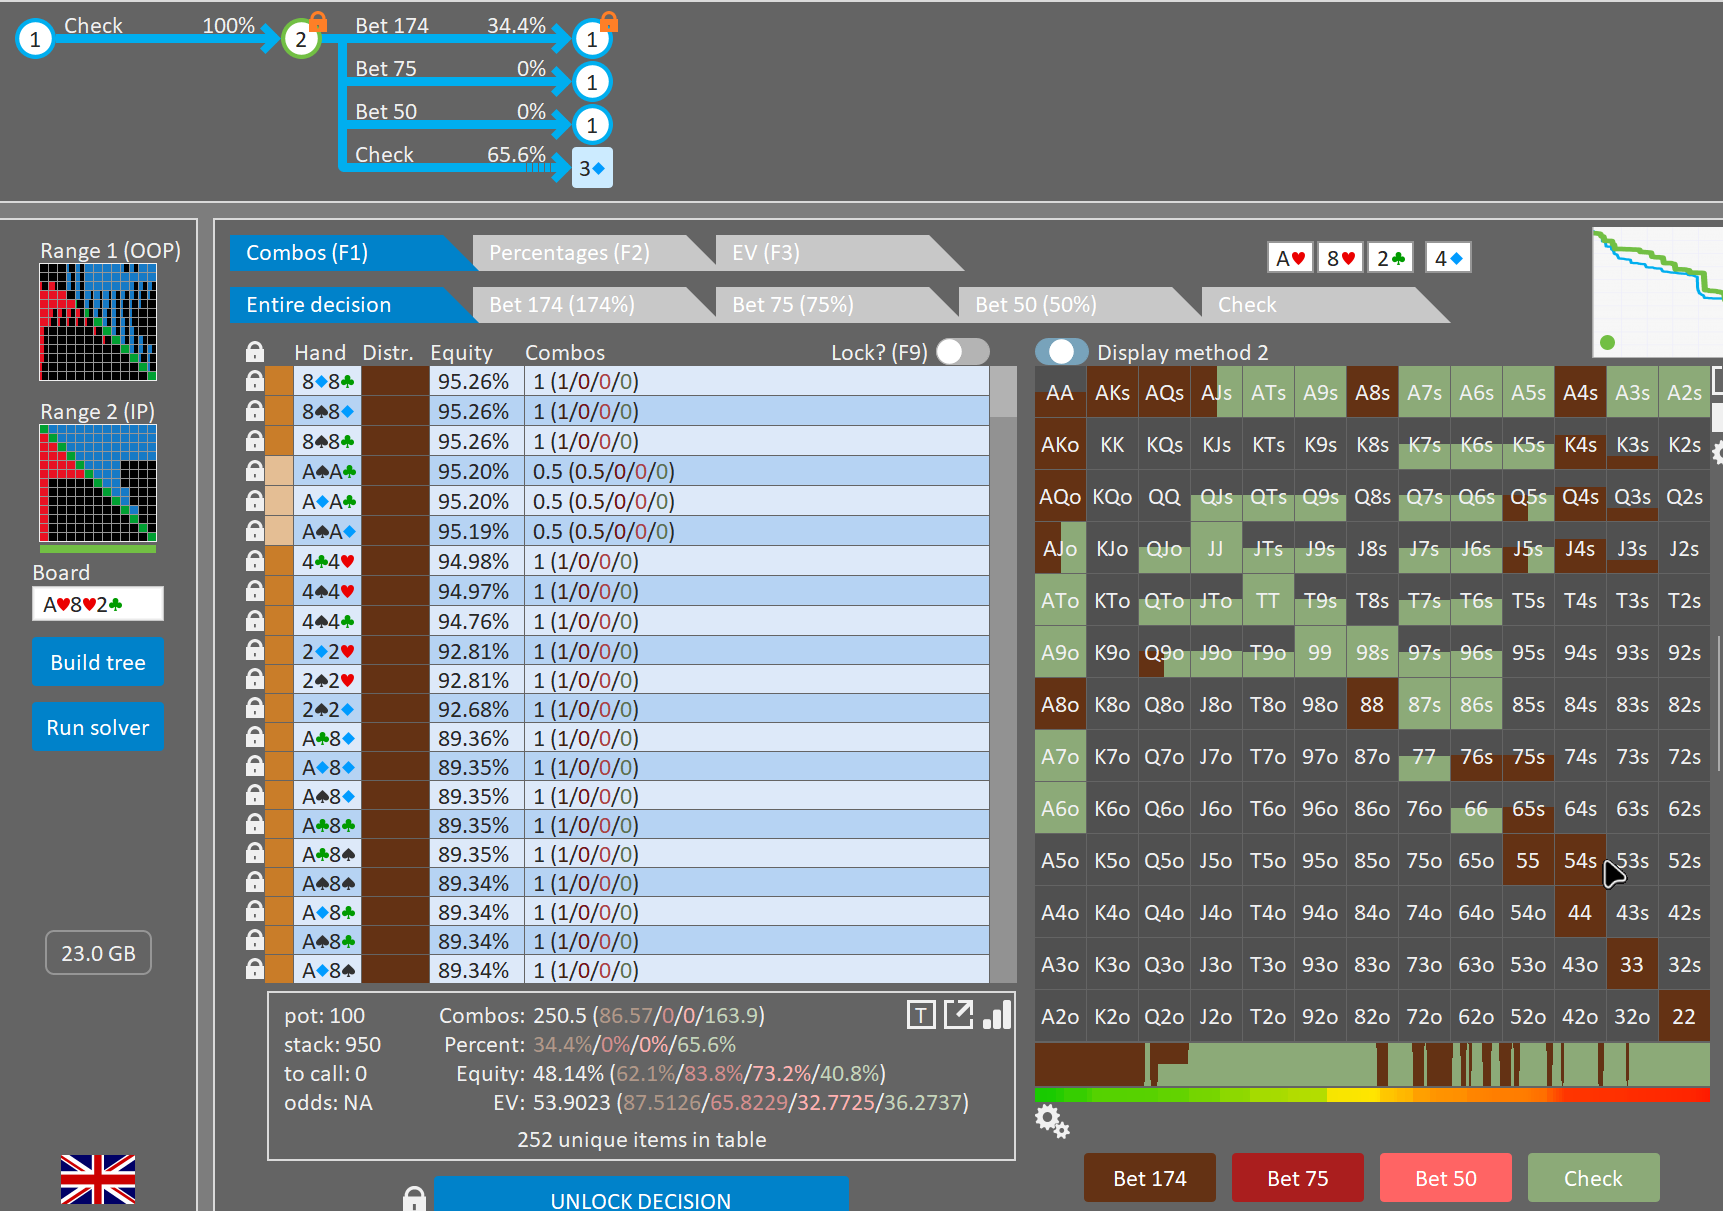 1 Check 100% 2 Bet 174 34.4% 1
Bet 75 0% 1
Bet 50 0% 1
Check 65.6% 3♦
Range 1 (OOP)
Range 2 (IP)
Board
A♥8♥2♣
Build tree
Run solver
23.0 GB
Combos (F1) Percentages (F2) EV (F3)
A♥ 8♥ 2♣ 4♦
Entire decision Bet 174 (174%) Bet 75 (75%) Bet 50 (50%) Check
Hand Distr. Equity Combos Lock? (F9)
8♦8♣ 95.26% 1 (1/0/0/0)
8♠8♦ 95.26% 1 (1/0/0/0)
8♠8♣ 95.26% 1 (1/0/0/0)
A♠A♣ 95.20% 0.5 (0.5/0/0/0)
A♦A♣ 95.20% 0.5 (0.5/0/0/0)
A♠A♦ 95.19% 0.5 (0.5/0/0/0)
4♣4♥ 94.98% 1 (1/0/0/0)
4♠4♥ 94.97% 1 (1/0/0/0)
4♠4♣ 94.76% 1 (1/0/0/0)
2♦2♥ 92.81% 1 (1/0/0/0)
2♠2♥ 92.81% 1 (1/0/0/0)
2♠2♦ 92.68% 1 (1/0/0/0)
A♣8♦ 89.36% 1 (1/0/0/0)
A♦8♦ 89.35% 1 (1/0/0/0)
A♠8♦ 89.35% 1 (1/0/0/0)
A♣8♣ 89.35% 1 (1/0/0/0)
A♣8♠ 89.35% 1 (1/0/0/0)
A♠8♠ 89.34% 1 (1/0/0/0)
A♦8♣ 89.34% 1 (1/0/0/0)
A♠8♣ 89.34% 1 (1/0/0/0)
A♦8♠ 89.34% 1 (1/0/0/0)
pot: 100 Combos: 250.5 (86.57/0/0/163.9) T
stack: 950 Percent: 34.4%/0%/0%/65.6%
to call: 0 Equity: 48.14% (62.1%/83.8%/73.2%/40.8%)
odds: NA EV: 53.9023 (87.5126/65.8229/32.7725/36.2737)
252 unique items in table
UNLOCK DECISION
Display method 2
AA AKs AQs AJs ATs A9s A8s A7s A6s A5s A4s A3s A2s
AKo KK KQs KJs KTs K9s K8s K7s K6s K5s K4s K3s K2s
AQo KQo QQ QJs QTs Q9s Q8s Q7s Q6s Q5s Q4s Q3s Q2s
AJo KJo QJo JJ JTs J9s J8s J7s J6s J5s J4s J3s J2s
ATo KTo QTo JTo TT T9s T8s T7s T6s T5s T4s T3s T2s
A9o K9o Q9o J9o T9o 99 98s 97s 96s 95s 94s 93s 92s
A8o K8o Q8o J8o T8o 98o 88 87s 86s 85s 84s 83s 82s
A7o K7o Q7o J7o T7o 97o 87o 77 76s 75s 74s 73s 72s
A6o K6o Q6o J6o T6o 96o 86o 76o 66 65s 64s 63s 62s
A5o K5o Q5o J5o T5o 95o 85o 75o 65o 55 54s 53s 52s
A4o K4o Q4o J4o T4o 94o 84o 74o 64o 54o 44 43s 42s
A3o K3o Q3o J3o T3o 93o 83o 73o 63o 53o 43o 33 32s
A2o K2o Q2o J2o T2o 92o 82o 72o 62o 52o 42o 32o 22
Bet 174 Bet 75 Bet 50 Check